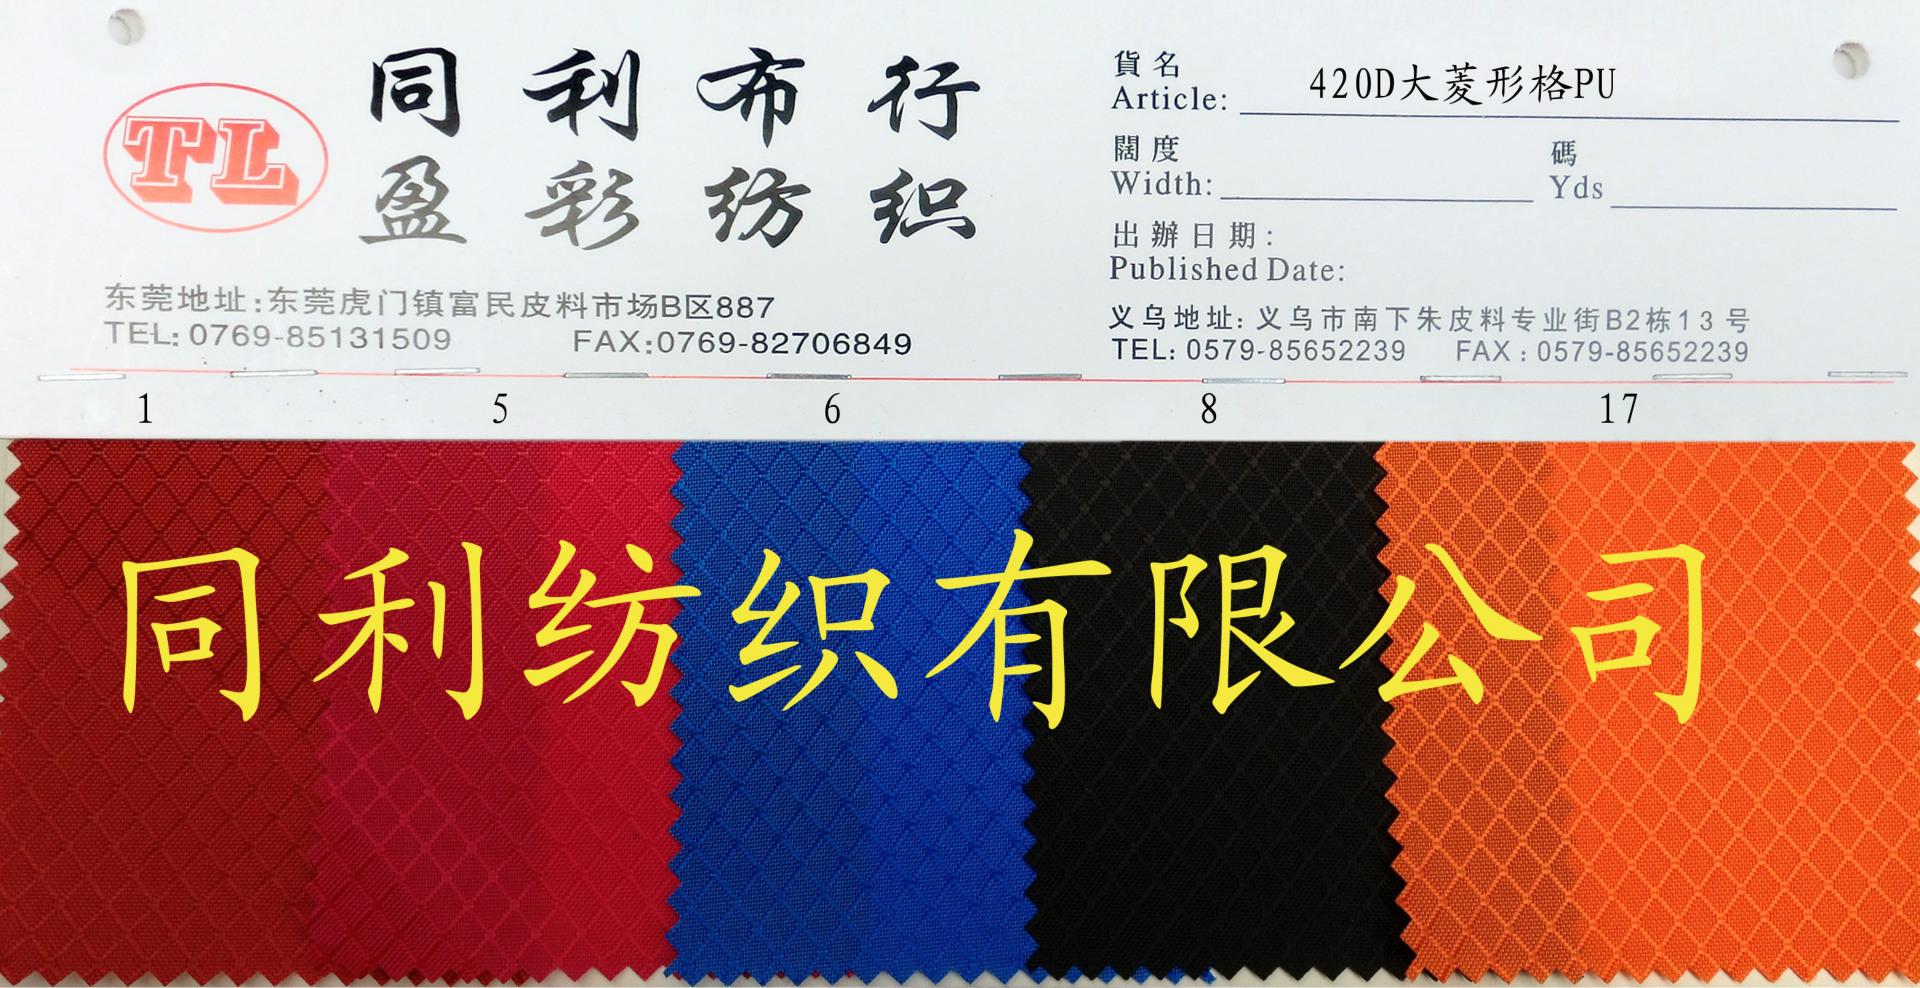 TL
同利布行
盈彩纺织
东莞地址:东莞虎门镇富民皮料市场B区887
TEL: 0769-85131509 FAX:0769-82706849
貨名
Article: 420D大菱形格PU
闊度 碼
Width: Yds
出辦日期:
Published Date:
义乌地址: 义乌市南下朱皮料专业街B2栋13号
TEL: 0579-85652239 FAX : 0579-85652239
1 5 6 8 17
同利纺织有限公司